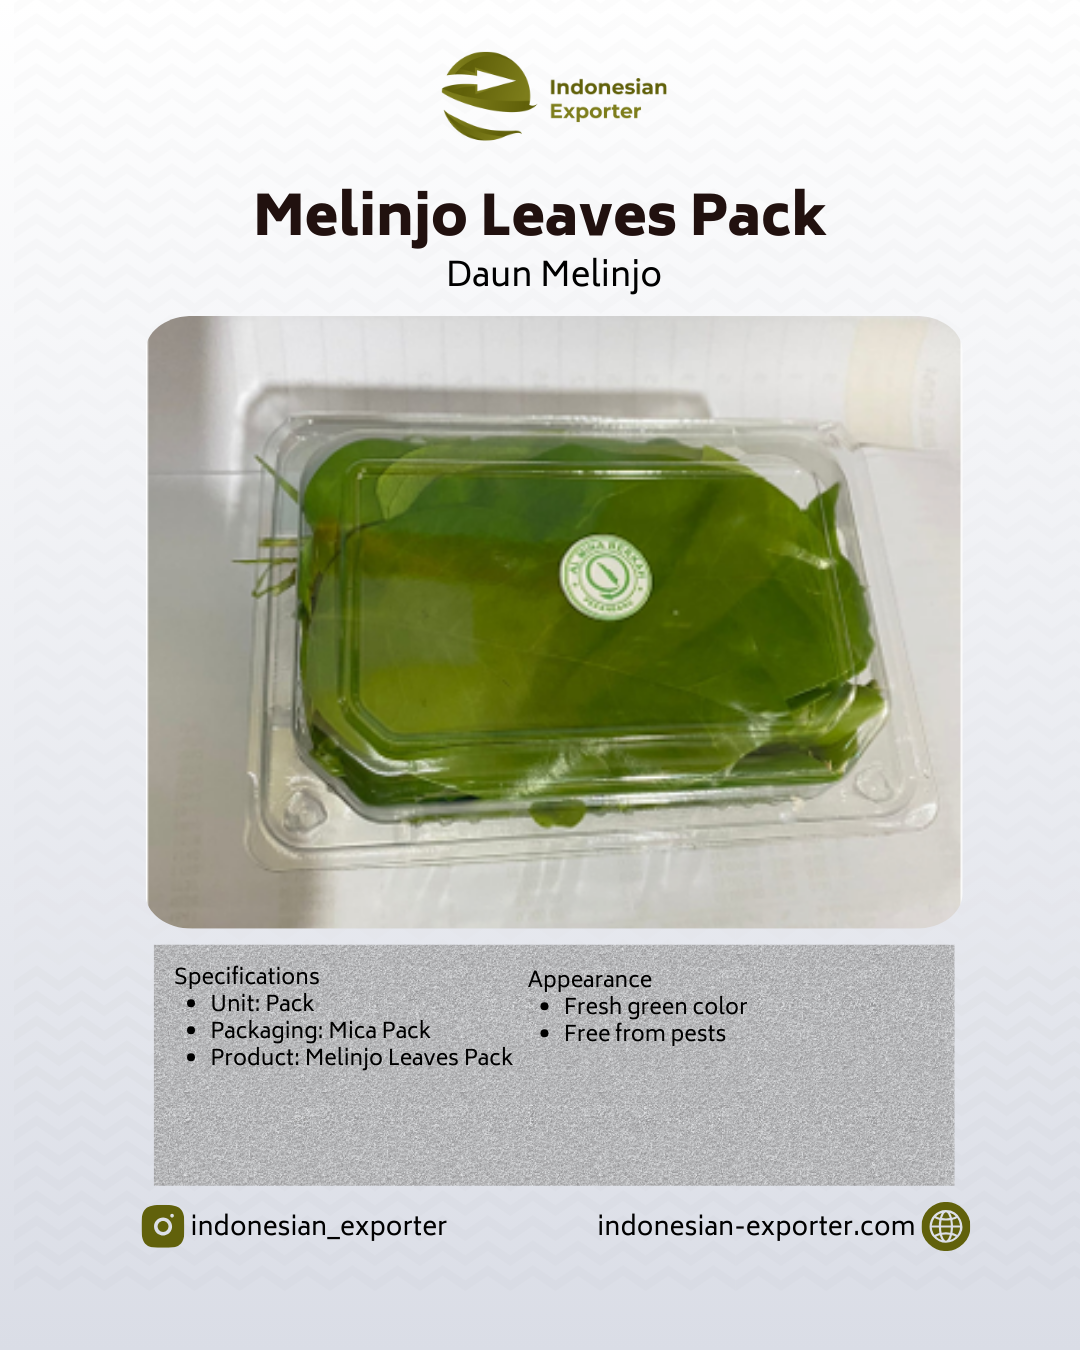 Indonesian
Exporter
Melinjo Leaves Pack
Daun Melinjo
Specifications
• Unit: Pack
• Packaging: Mica Pack
• Product: Melinjo Leaves Pack
Appearance
• Fresh green color
• Free from pests
indonesian_exporter
indonesian-exporter.com